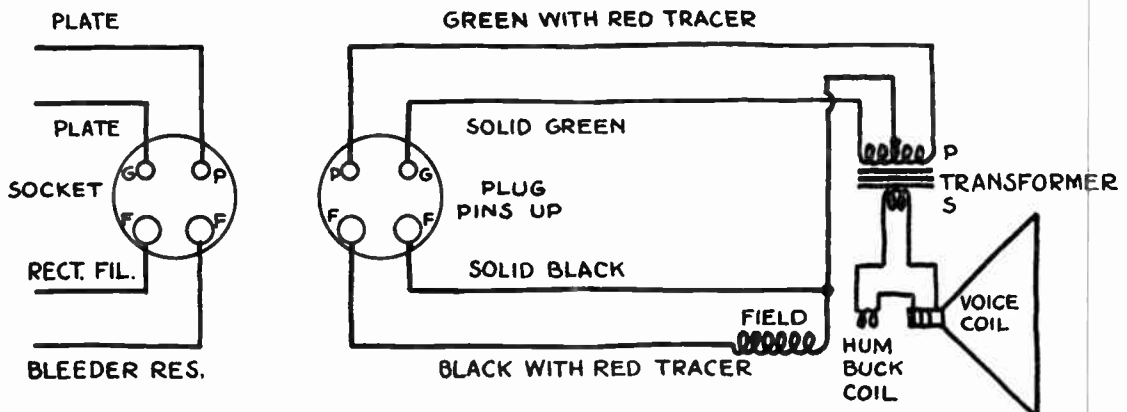 PLATE
GREEN WITH RED TRACER
PLATE
SOLID GREEN
G
P
SOCKET
F
F
P
G
PLUG
PINS UP
F
F
P
TRANSFORMER
S
RECT. FIL.
SOLID BLACK
FIELD
VOICE
COIL
BLEEDER RES.
BLACK WITH RED TRACER
HUM
BUCK
COIL